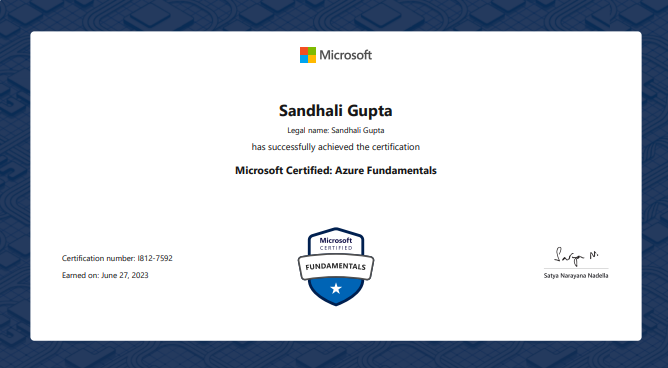 Microsoft
Sandhali Gupta
Legal name: Sandhali Gupta
has successfully achieved the certification
Microsoft Certified: Azure Fundamentals
Microsoft
CERTIFIED
FUNDAMENTALS
Certification number: I812-7592
Earned on: June 27, 2023
Satya N.
Satya Narayana Nadella